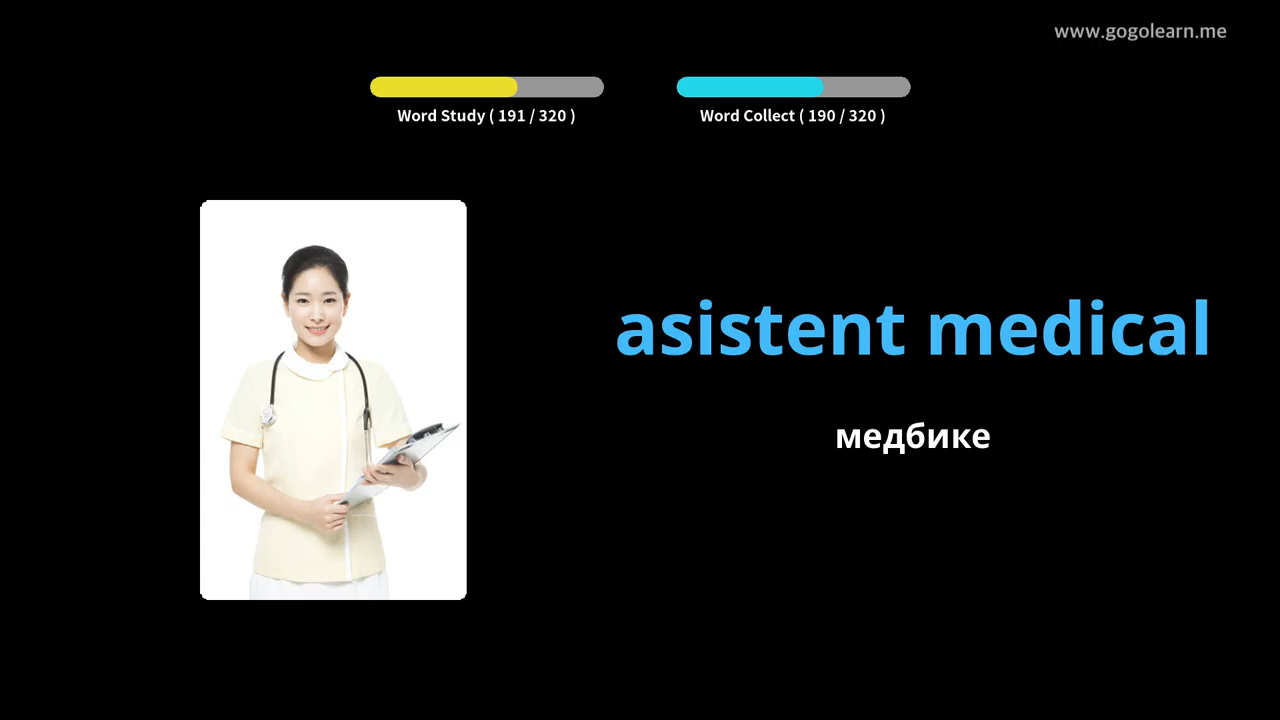 www.gogolearn.me
Word Study ( 191 / 320 )
Word Collect ( 190 / 320 )
asistent medical
медбике